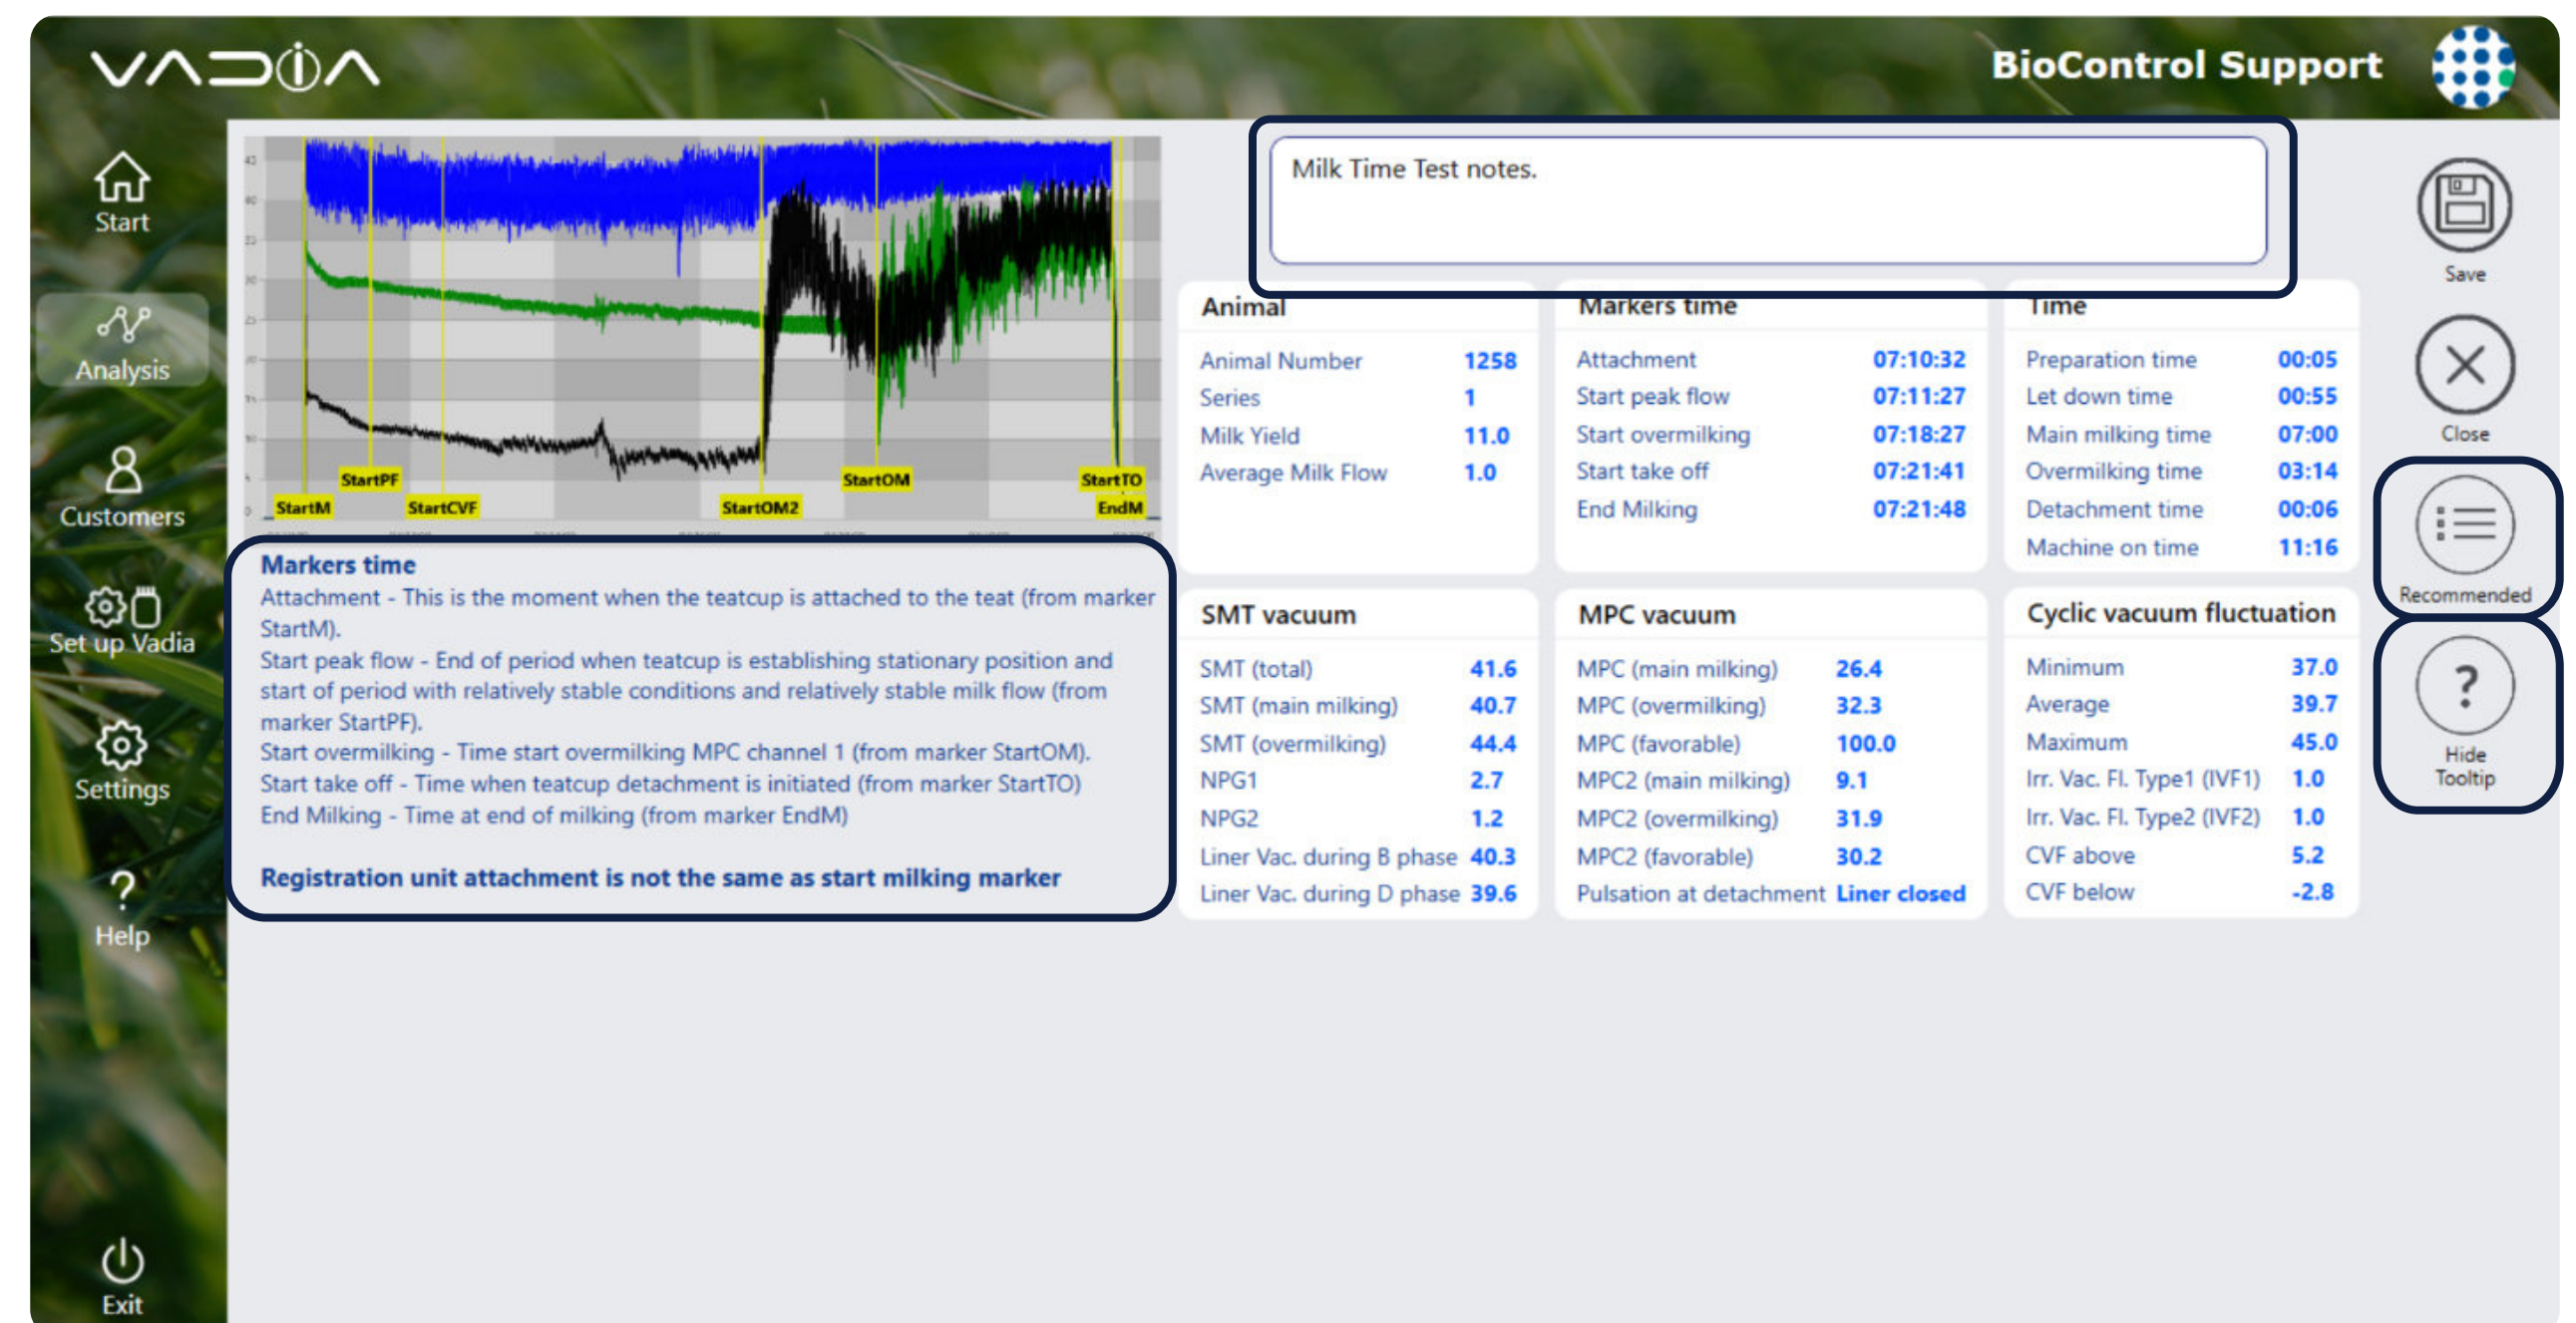 VADIA
BioControl Support
Start
Analysis
Customers
Set up Vadia
Settings
Help
Exit
StartPF
StartOM
StartTO
StartM
StartCVF
StartOM2
EndM
Markers time
Attachment - This is the moment when the teatcup is attached to the teat (from marker
StartM).
Start peak flow - End of period when teatcup is establishing stationary position and
start of period with relatively stable conditions and relatively stable milk flow (from
marker StartPF).
Start overmilking - Time start overmilking MPC channel 1 (from marker StartOM).
Start take off - Time when teatcup detachment is initiated (from marker StartTO)
End Milking - Time at end of milking (from marker EndM)
Registration unit attachment is not the same as start milking marker
Milk Time Test notes.
Animal
Animal Number 1258
Series 1
Milk Yield 11.0
Average Milk Flow 1.0
Markers time
Attachment 07:10:32
Start peak flow 07:11:27
Start overmilking 07:18:27
Start take off 07:21:41
End Milking 07:21:48
Time
Preparation time 00:05
Let down time 00:55
Main milking time 07:00
Overmilking time 03:14
Detachment time 00:06
Machine on time 11:16
SMT vacuum
SMT (total) 41.6
SMT (main milking) 40.7
SMT (overmilking) 44.4
NPG1 2.7
NPG2 1.2
Liner Vac. during B phase 40.3
Liner Vac. during D phase 39.6
MPC vacuum
MPC (main milking) 26.4
MPC (overmilking) 32.3
MPC (favorable) 100.0
MPC2 (main milking) 9.1
MPC2 (overmilking) 31.9
MPC2 (favorable) 30.2
Pulsation at detachment Liner closed
Cyclic vacuum fluctuation
Minimum 37.0
Average 39.7
Maximum 45.0
Irr. Vac. Fl. Type1 (IVF1) 1.0
Irr. Vac. Fl. Type2 (IVF2) 1.0
CVF above 5.2
CVF below -2.8
Save
Close
Recommended
Hide
Tooltip